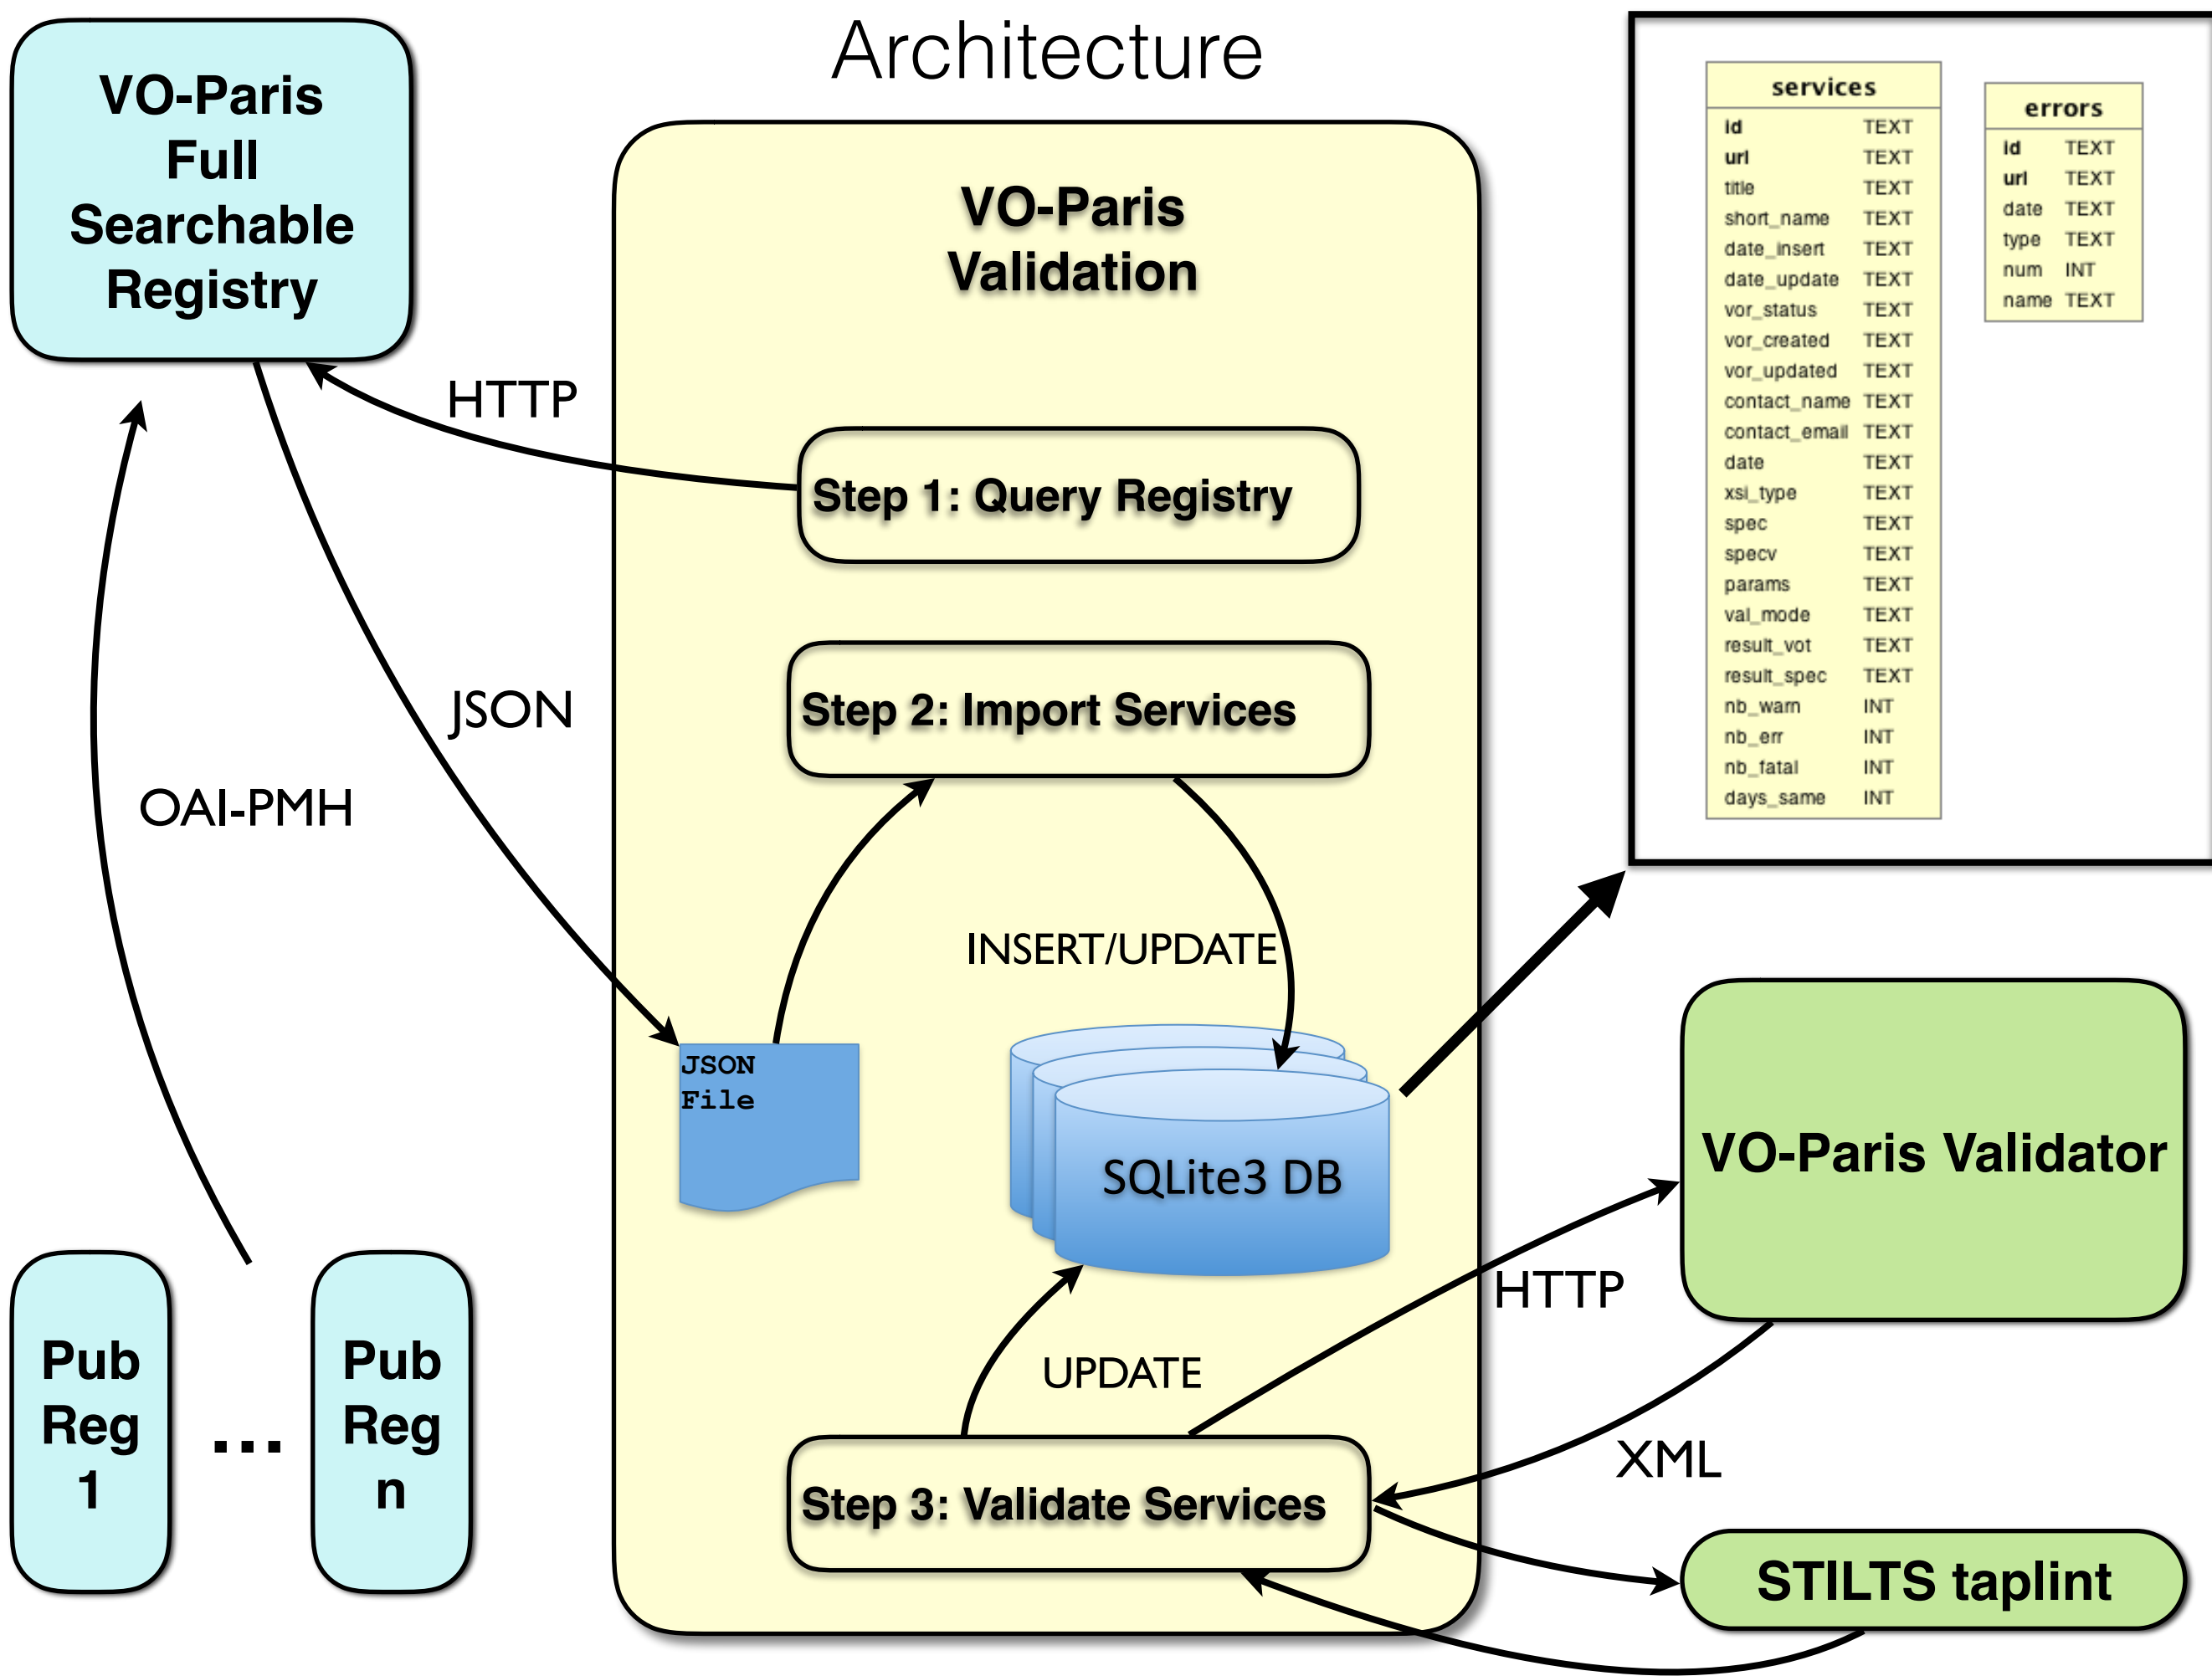 Architecture
VO-Paris
Full
Searchable
Registry
VO-Paris
Validation
HTTP
Step 1: Query Registry
Step 2: Import Services
JSON
OAI-PMH
INSERT/UPDATE
JSON
File
SQLite3 DB
UPDATE
Step 3: Validate Services
Pub
Reg
1
...
Pub
Reg
n
services
id TEXT
url TEXT
title TEXT
short_name TEXT
date_insert TEXT
date_update TEXT
vor_status TEXT
vor_created TEXT
vor_updated TEXT
contact_name TEXT
contact_email TEXT
date TEXT
xsi_type TEXT
spec TEXT
specv TEXT
params TEXT
val_mode TEXT
result_vot TEXT
result_spec TEXT
nb_warn INT
nb_err INT
nb_fatal INT
days_same INT
errors
id TEXT
url TEXT
date TEXT
type TEXT
num INT
name TEXT
VO-Paris Validator
HTTP
XML
STILTS taplint